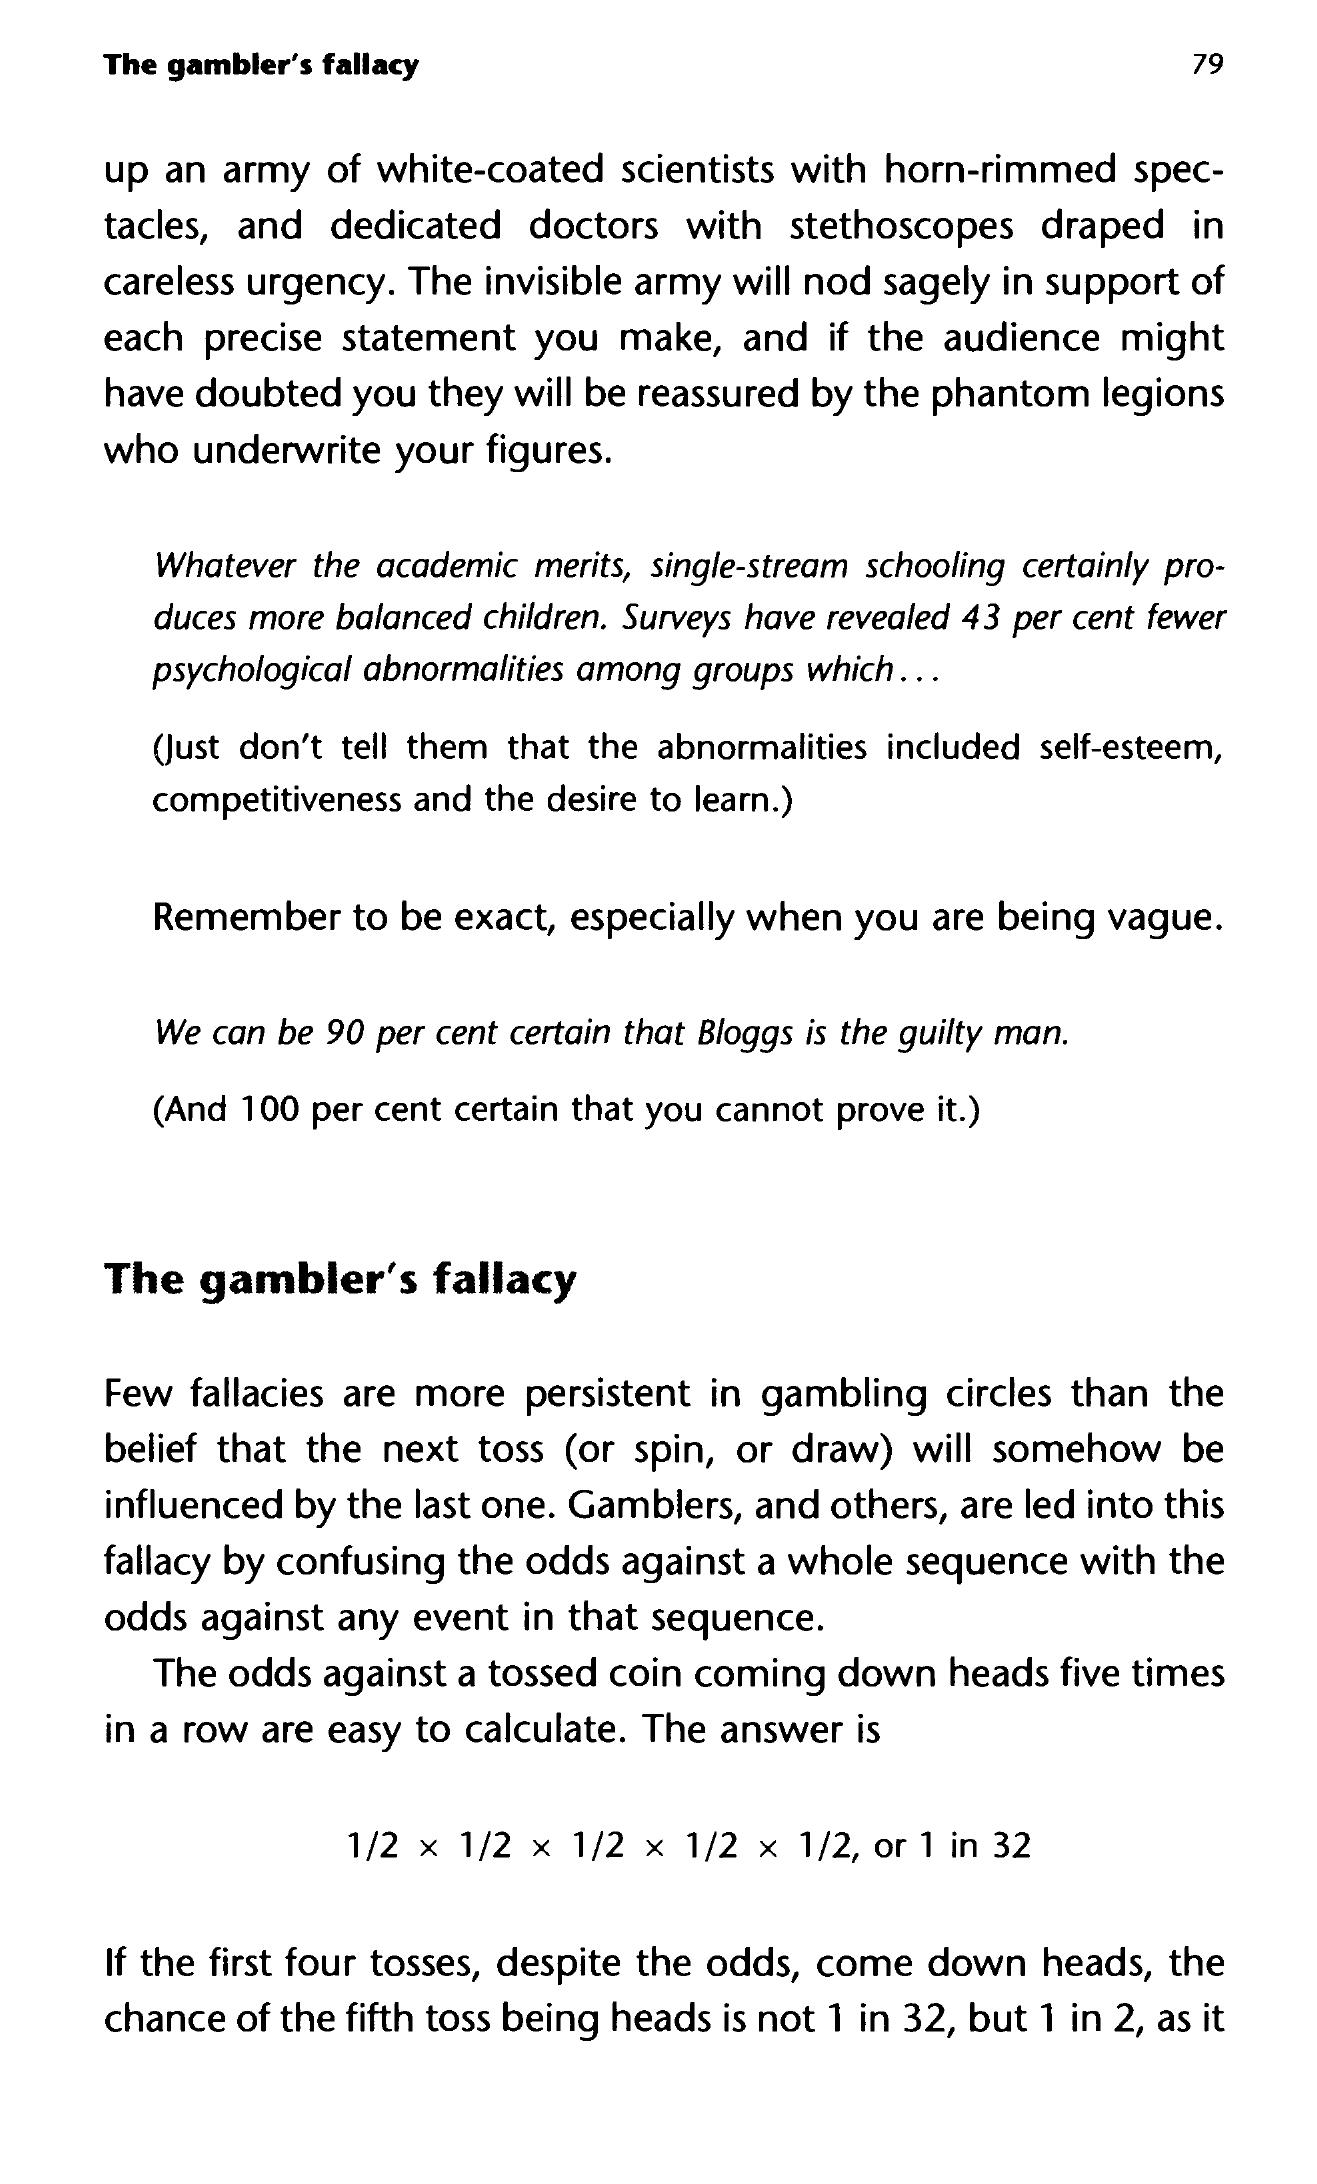 The gambler's fallacy 79
up an army of white-coated scientists with horn-rimmed spec-
tacles, and dedicated doctors with stethoscopes draped in
careless urgency. The invisible army will nod sagely in support of
each precise statement you make, and if the audience might
have doubted you they will be reassured by the phantom legions
who underwrite your figures.
Whatever the academic merits, single-stream schooling certainly pro-
duces more balanced children. Surveys have revealed 43 per cent fewer
psychological abnormalities among groups which...
(Just don't tell them that the abnormalities included self-esteem,
competitiveness and the desire to learn.)
Remember to be exact, especially when you are being vague.
We can be 90 per cent certain that Bloggs is the guilty man.
(And 100 per cent certain that you cannot prove it.)
The gambler's fallacy
Few fallacies are more persistent in gambling circles than the
belief that the next toss (or spin, or draw) will somehow be
influenced by the last one. Gamblers, and others, are led into this
fallacy by confusing the odds against a whole sequence with the
odds against any event in that sequence.
The odds against a tossed coin coming down heads five times
in a row are easy to calculate. The answer is
1/2 x 1/2 x 1/2 x 1/2 x 1/2, or 1 in 32
If the first four tosses, despite the odds, come down heads, the
chance of the fifth toss being heads is not 1 in 32, but 1 in 2, as it